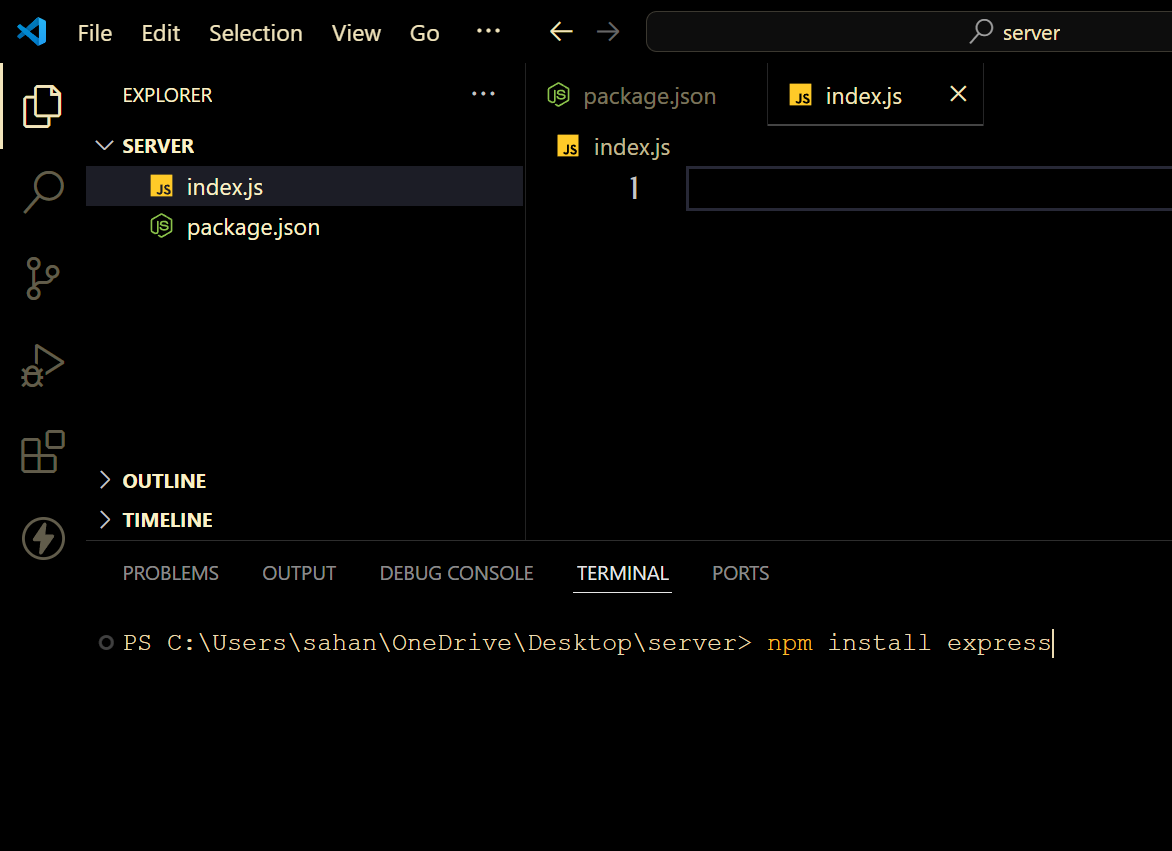 File Edit Selection View Go ··· server
EXPLORER ···
SERVER
index.js
package.json
OUTLINE
TIMELINE
package.json index.js
index.js
1
PROBLEMS OUTPUT DEBUG CONSOLE TERMINAL PORTS
PS C:\Users\sahan\OneDrive\Desktop\server> npm install express